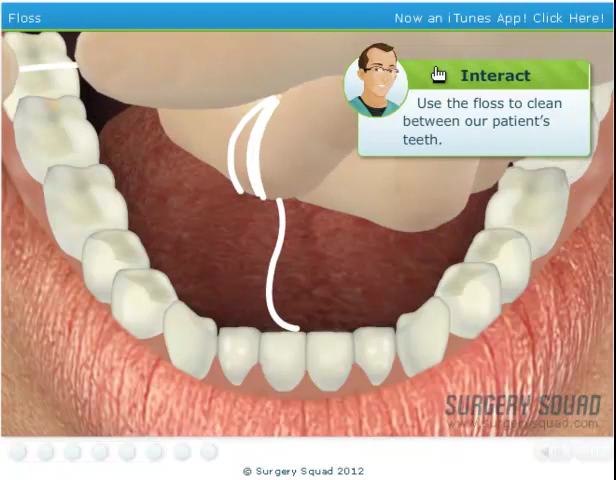 Floss
Now an iTunes App! Click Here!
Interact
Use the floss to clean
between our patient's
teeth.
SURGERY SQUAD
www.surgerysquad.com
© Surgery Squad 2012